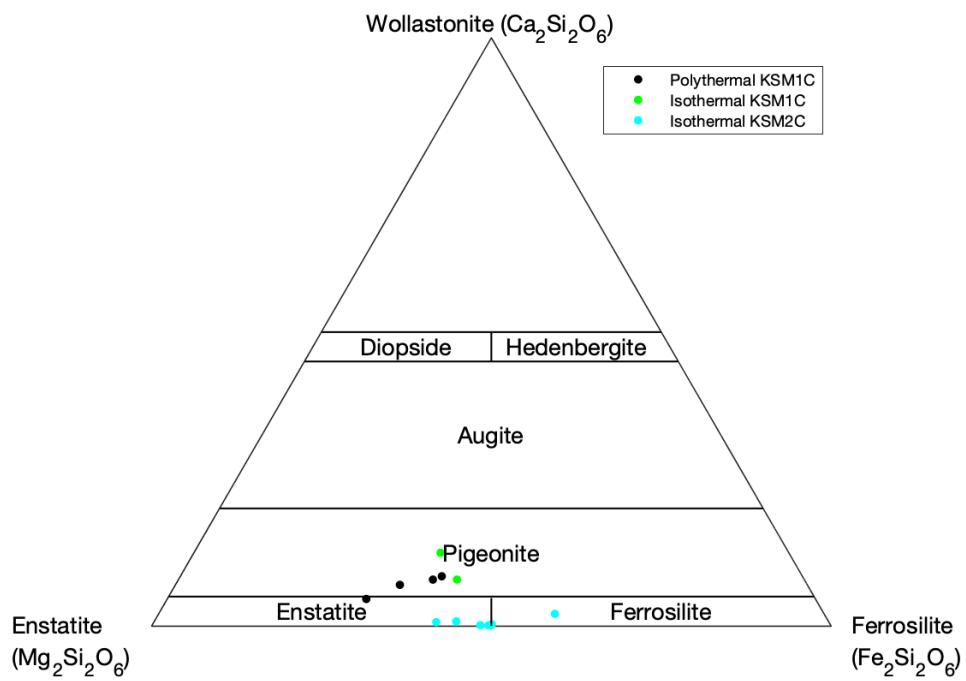 Wollastonite (Ca₂Si₂O₆)
Polythermal KSM1C
Isothermal KSM1C
Isothermal KSM2C
Diopside
Hedenbergite
Augite
Pigeonite
Enstatite
Ferrosilite
Enstatite
(Mg₂Si₂O₆)
Ferrosilite
(Fe₂Si₂O₆)